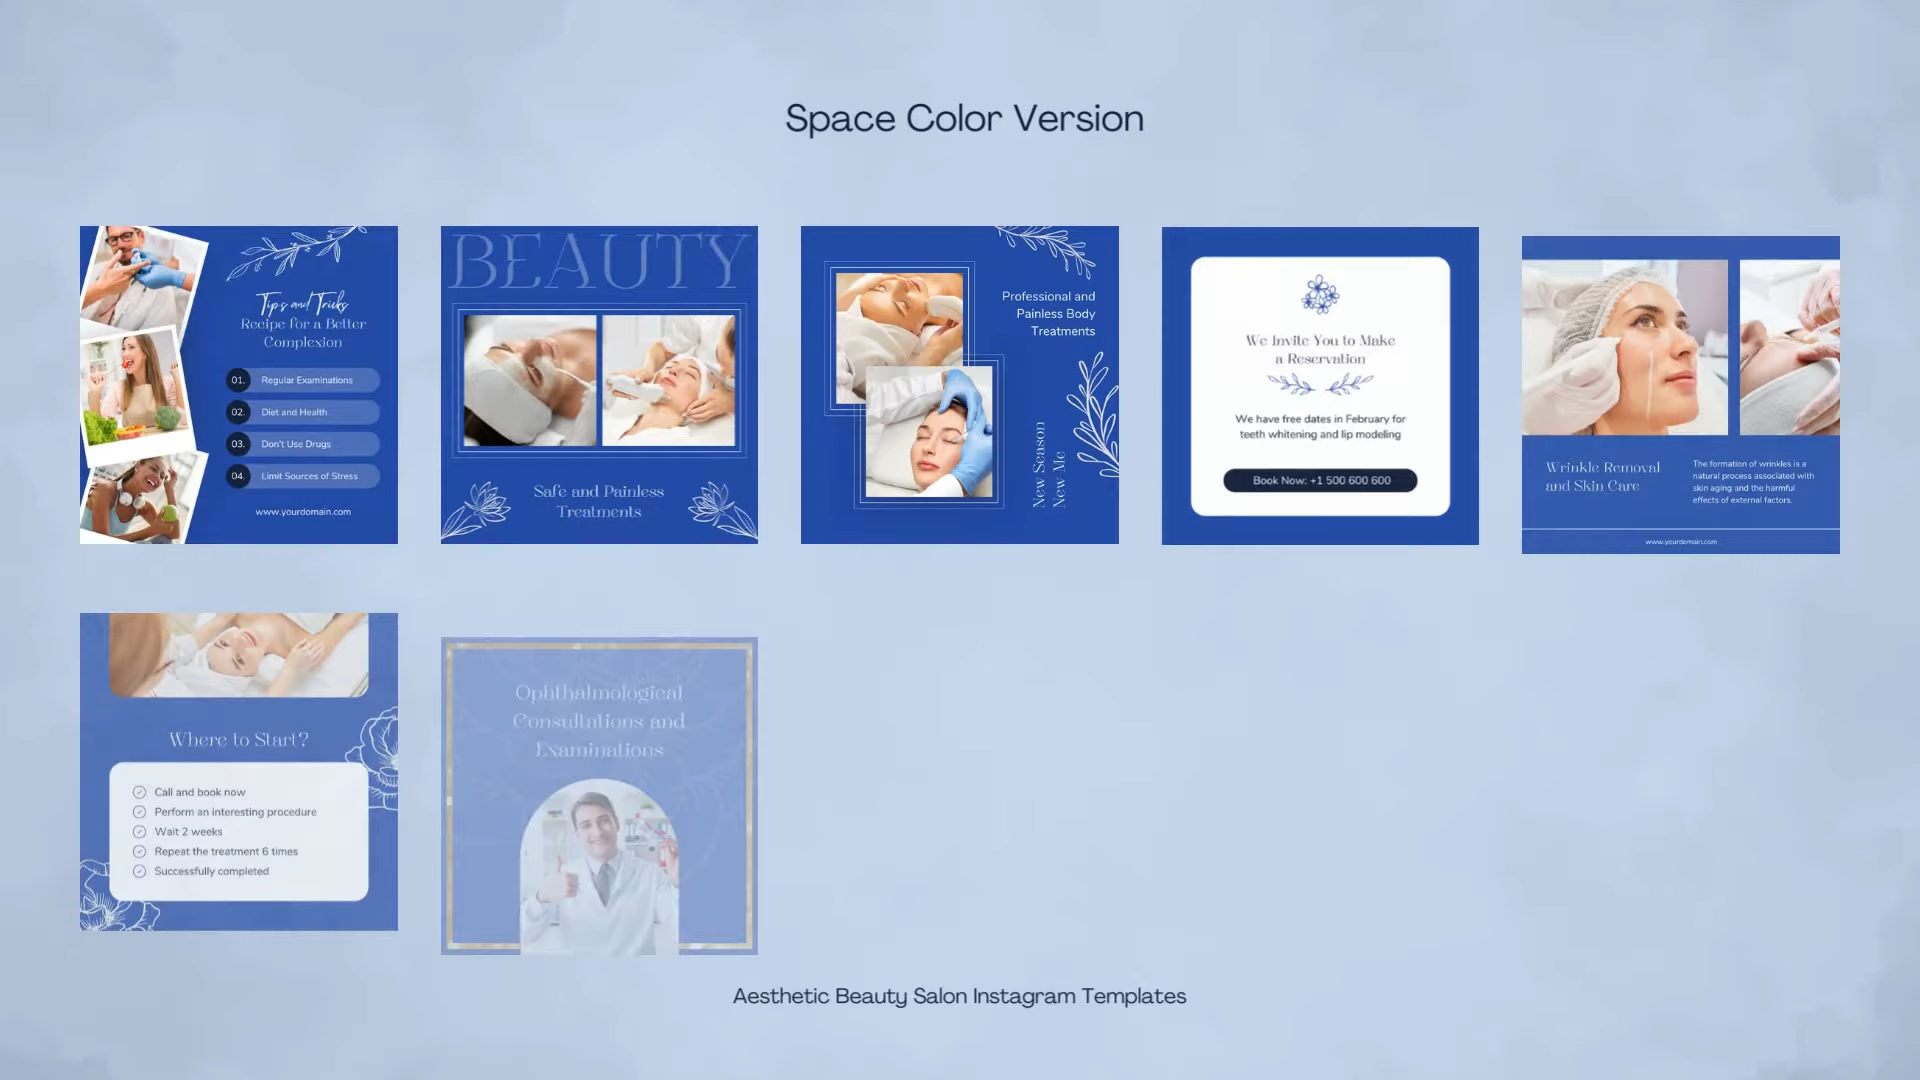 Space Color Version
Tips and Tricks
Recipe for a Better
Complexion
01. Regular Examinations
02. Diet and Health
03. Don't Use Drugs
04. Limit Sources of Stress
www.yourdomain.com
BEAUTY
Safe and Painless
Treatments
Professional and
Painless Body
Treatments
New Season
New Me
We Invite You to Make
a Reservation
We have free dates in February for
teeth whitening and lip modeling
Book Now: +1 500 600 600
Wrinkle Removal
and Skin Care
The formation of wrinkles is a
natural process associated with
skin aging and the harmful
effects of external factors.
www.yourdomain.com
Where to Start?
Call and book now
Perform an interesting procedure
Wait 2 weeks
Repeat the treatment 6 times
Successfully completed
Ophthalmological
Consultations and
Examinations
Aesthetic Beauty Salon Instagram Templates